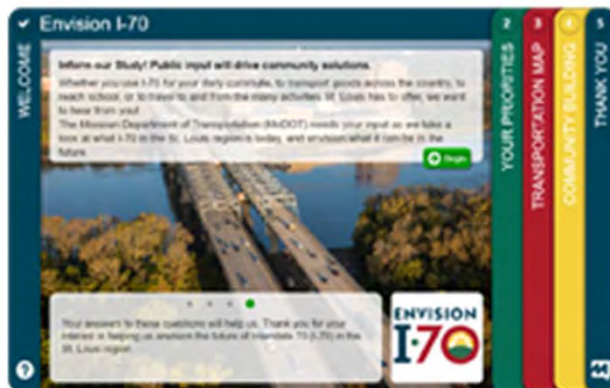 Envision I-70
WELCOME
Inform our Study! Public input will drive community solutions.
Whether you use I-70 for your daily commute, to transport goods across the country, to
reach school, or to travel to and from the many activities St. Louis has to offer, we want
to hear from you!
The Missouri Department of Transportation (MoDOT) needs your input as we take a
look at what I-70 in the St. Louis region is today, and envision what it can be in the
future.
Begin
Your answers to these questions will help us. Thank you for your
interest in helping us envision the future of Interstate 70 (I-70) in the
St. Louis region.
ENVISION
I-70
?
2
YOUR PRIORITIES
3
TRANSPORTATION MAP
4
COMMUNITY BUILDING
5
THANK YOU